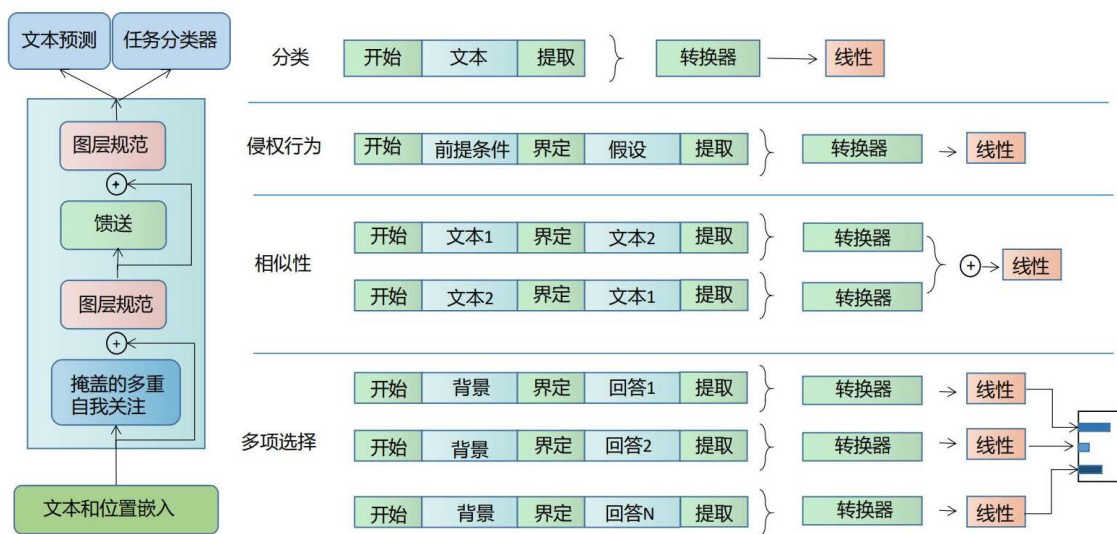 文本预测
任务分类器
图层规范
+
馈送
图层规范
+
掩盖的多重
自我关注
文本和位置嵌入
分类
开始 文本 提取 转换器 线性
侵权行为
开始 前提条件 界定 假设 提取 转换器 线性
相似性
开始 文本1 界定 文本2 提取 转换器
+ 线性
开始 文本2 界定 文本1 提取 转换器
多项选择
开始 背景 界定 回答1 提取 转换器 线性
开始 背景 界定 回答2 提取 转换器 线性
开始 背景 界定 回答N 提取 转换器 线性